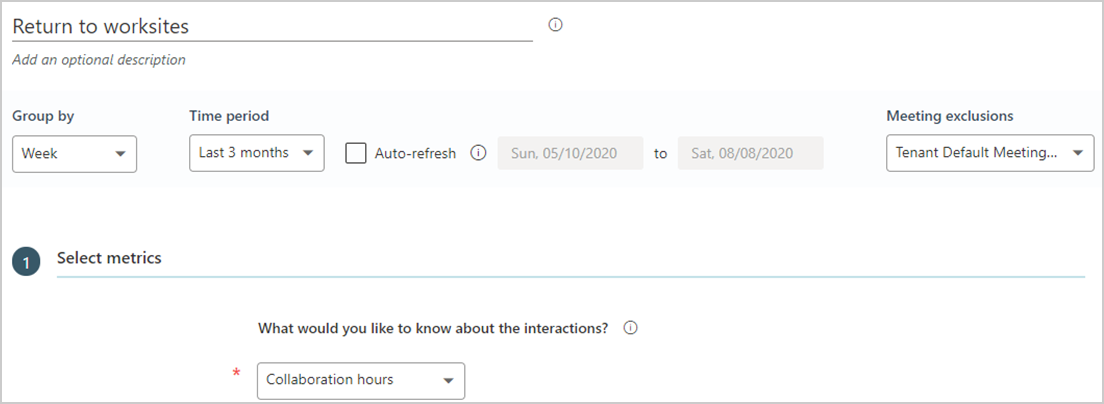 Return to worksites
Add an optional description
Group by Time period Meeting exclusions
Week Last 3 months Auto-refresh Sun, 05/10/2020 to Sat, 08/08/2020 Tenant Default Meeting...
1 Select metrics
What would you like to know about the interactions?
* Collaboration hours